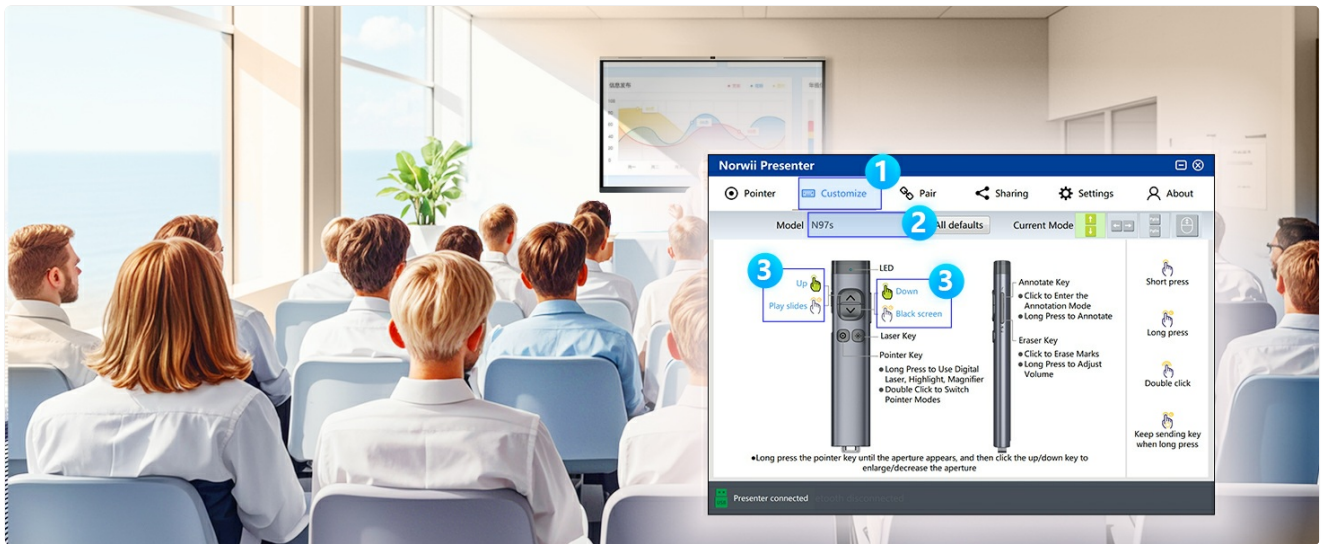 信息发布
Norwii Presenter
1
Pointer
Customize
Pair
Sharing
Settings
About
Model
N97s
2
All defaults
Current Mode
3
Up
Play slides
LED
3
Down
Black screen
Laser Key
Pointer Key
●Long Press to Use Digital
Laser, Highlight, Magnifier
●Double Click to Switch
Pointer Modes
Annotate Key
●Click to Enter the
Annotation Mode
●Long Press to Annotate
Eraser Key
●Click to Erase Marks
●Long Press to Adjust
Volume
Short press
Long press
Double click
Keep sending key
when long press
●Long press the pointer key until the aperture appears, and then click the up/down key to
enlarge/decrease the aperture
Presenter connected